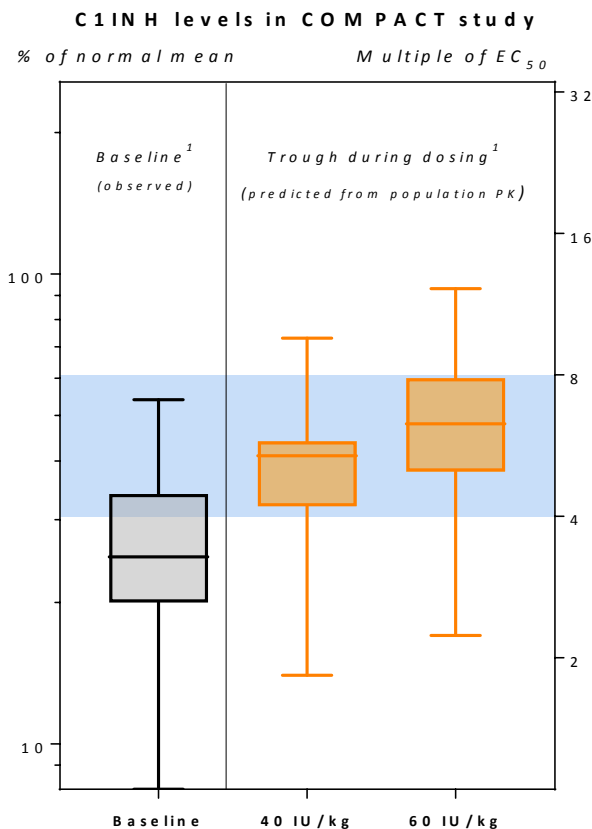 C1INH levels in COMPACT study
% of normal mean
Multiple of EC50
32
Baseline1
(observed)
Trough during dosing1
(predicted from population PK)
16
100
8
4
2
10
Baseline
40 IU/kg
60 IU/kg